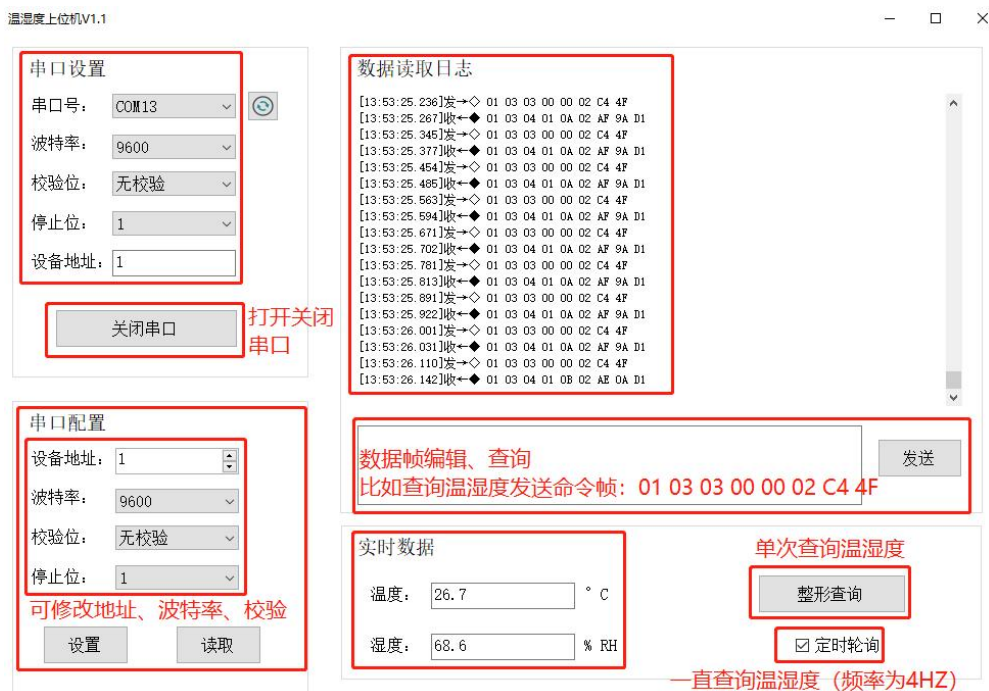 温湿度上位机V1.1
串口设置
串口号： COM13
波特率： 9600
校验位： 无校验
停止位： 1
设备地址： 1
关闭串口
打开关闭
串口
数据读取日志
[13:53:25.236]发→◇ 01 03 03 00 00 02 C4 4F
[13:53:25.267]收←◆ 01 03 04 01 0A 02 AF 9A D1
[13:53:25.345]发→◇ 01 03 03 00 00 02 C4 4F
[13:53:25.377]收←◆ 01 03 04 01 0A 02 AF 9A D1
[13:53:25.454]发→◇ 01 03 03 00 00 02 C4 4F
[13:53:25.485]收←◆ 01 03 04 01 0A 02 AF 9A D1
[13:53:25.563]发→◇ 01 03 03 00 00 02 C4 4F
[13:53:25.594]收←◆ 01 03 04 01 0A 02 AF 9A D1
[13:53:25.671]发→◇ 01 03 03 00 00 02 C4 4F
[13:53:25.702]收←◆ 01 03 04 01 0A 02 AF 9A D1
[13:53:25.781]发→◇ 01 03 03 00 00 02 C4 4F
[13:53:25.813]收←◆ 01 03 04 01 0A 02 AF 9A D1
[13:53:25.891]发→◇ 01 03 03 00 00 02 C4 4F
[13:53:25.922]收←◆ 01 03 04 01 0A 02 AF 9A D1
[13:53:26.001]发→◇ 01 03 03 00 00 02 C4 4F
[13:53:26.031]收←◆ 01 03 04 01 0A 02 AF 9A D1
[13:53:26.110]发→◇ 01 03 03 00 00 02 C4 4F
[13:53:26.142]收←◆ 01 03 04 01 0B 02 AE 0A D1
串口配置
设备地址： 1
波特率： 9600
校验位： 无校验
停止位： 1
可修改地址、波特率、校验
设置 读取
数据帧编辑、查询
比如查询温湿度发送命令帧：01 03 03 00 00 02 C4 4F
发送
实时数据
温度： 26.7 ° C
湿度： 68.6 % RH
单次查询温湿度
整形查询
定时轮询
一直查询温湿度（频率为4HZ）